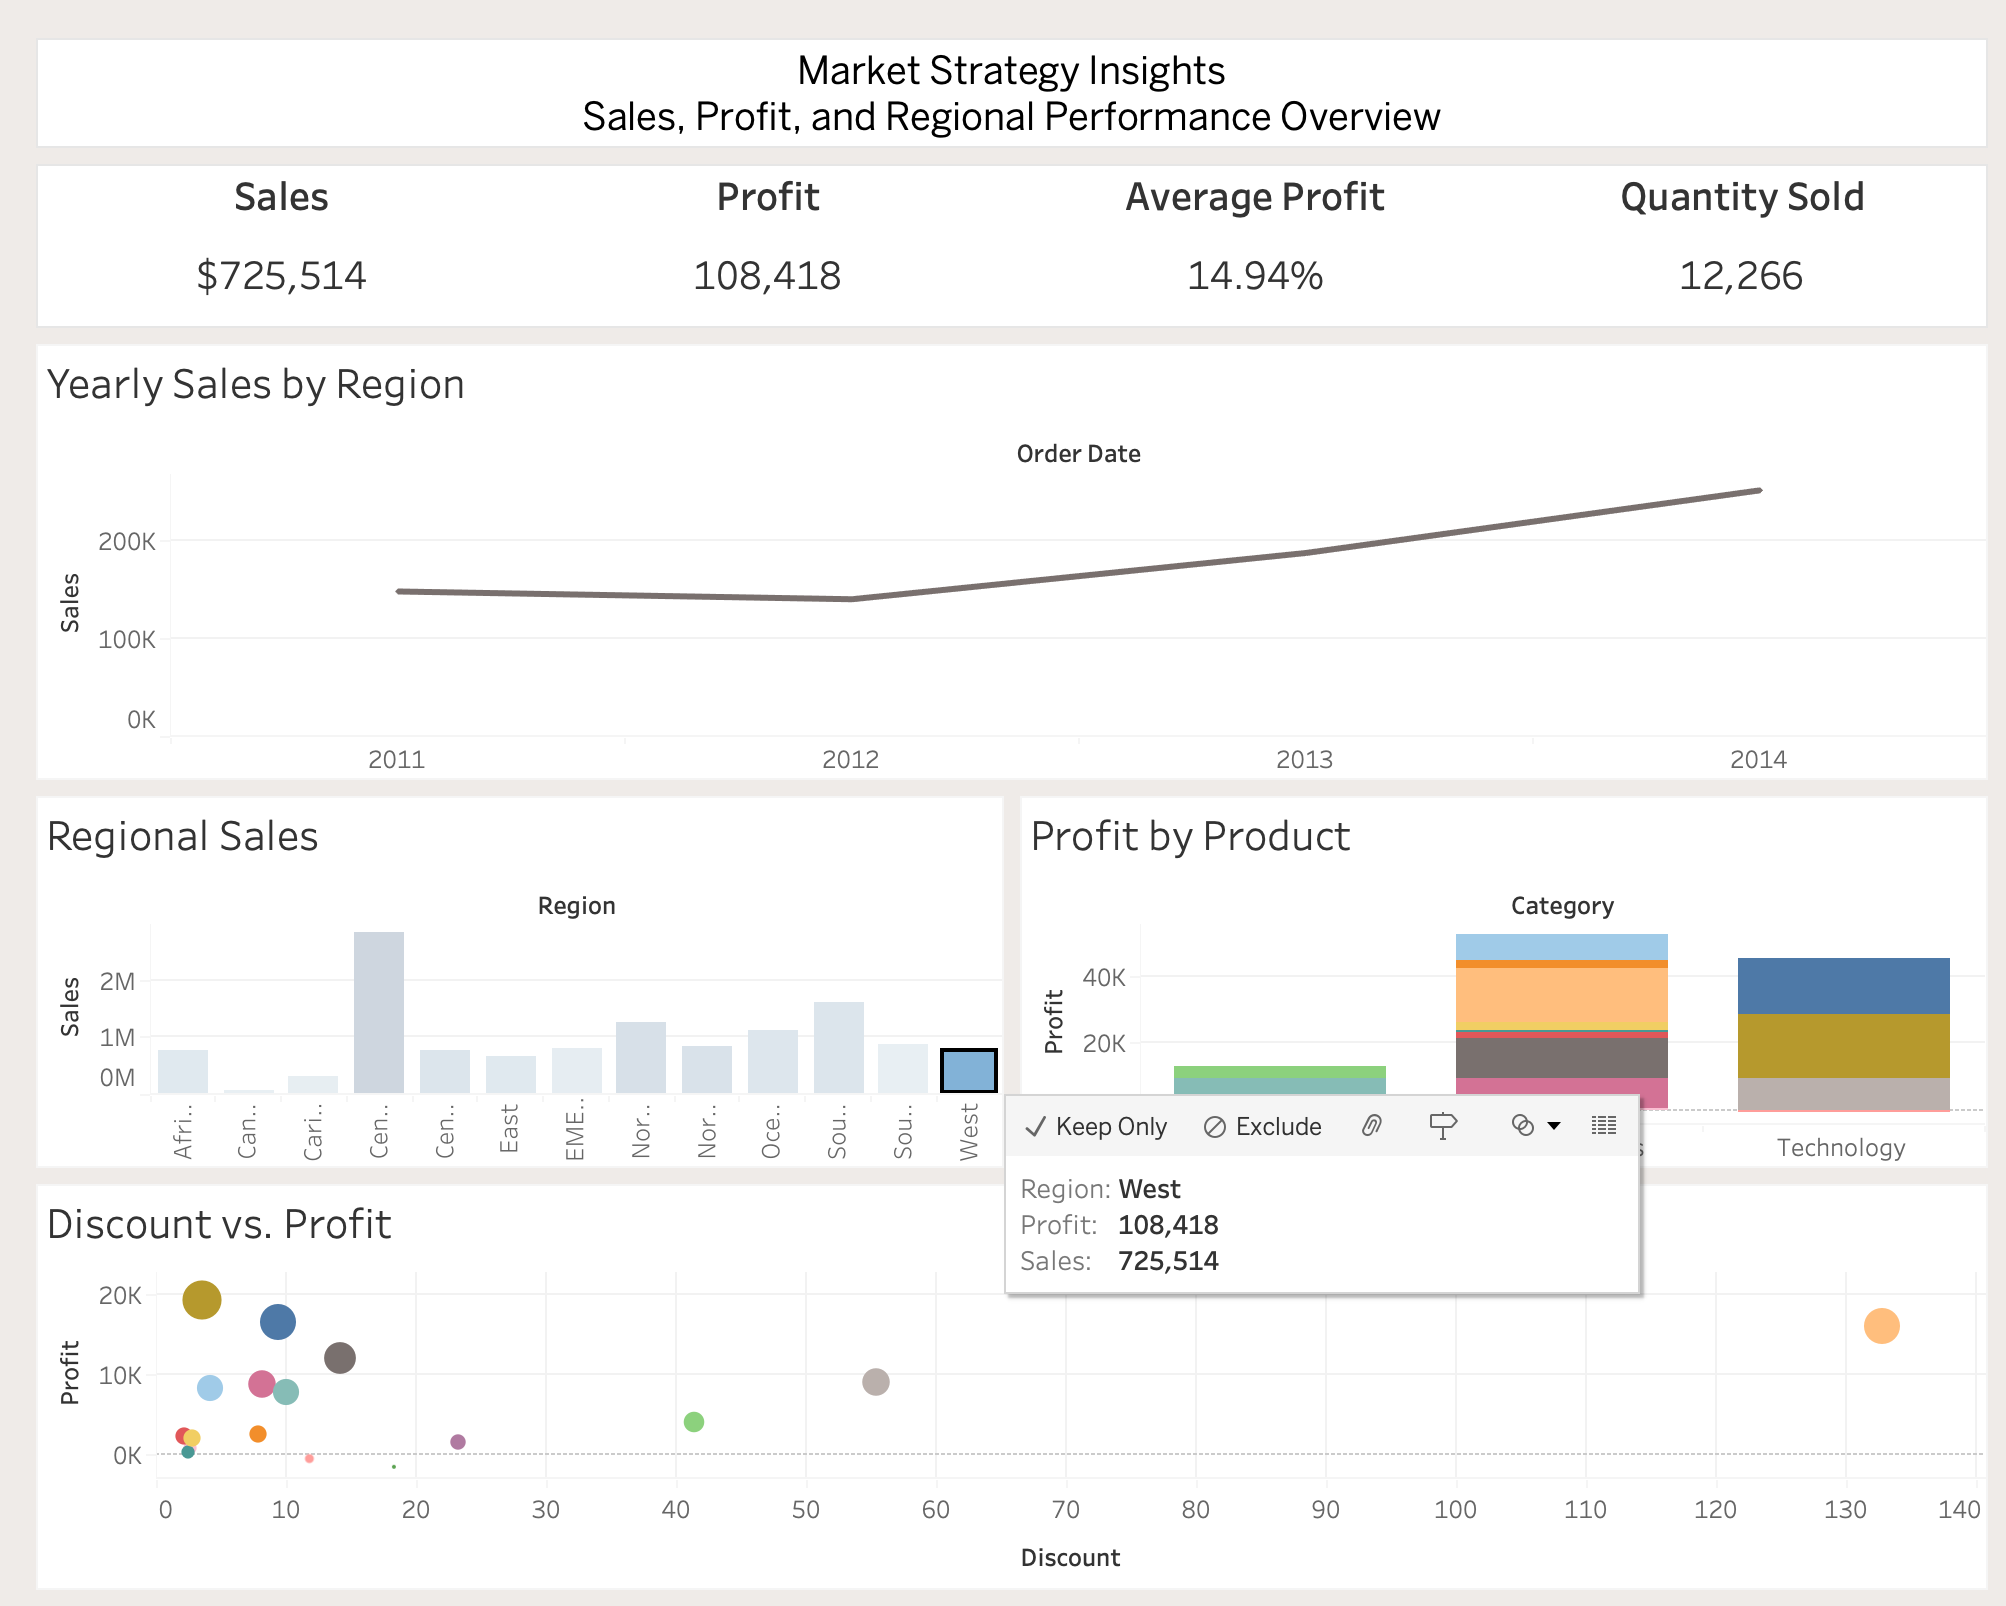 Market Strategy Insights
Sales, Profit, and Regional Performance Overview
Sales Profit Average Profit Quantity Sold
$725,514 108,418 14.94% 12,266
Yearly Sales by Region
Order Date
Sales
200K
100K
0K
2011 2012 2013 2014
Regional Sales
Region
Sales
2M
1M
0M
Afri..
Can..
Cari..
Cen..
Cen..
East
EME..
Nor..
Nor..
Oce..
Sou..
Sou..
West
Profit by Product
Category
Profit
40K
20K
Technology
Keep Only Exclude
Region: West
Profit: 108,418
Sales: 725,514
Discount vs. Profit
Profit
20K
10K
0K
0 10 20 30 40 50 60 70 80 90 100 110 120 130 140
Discount